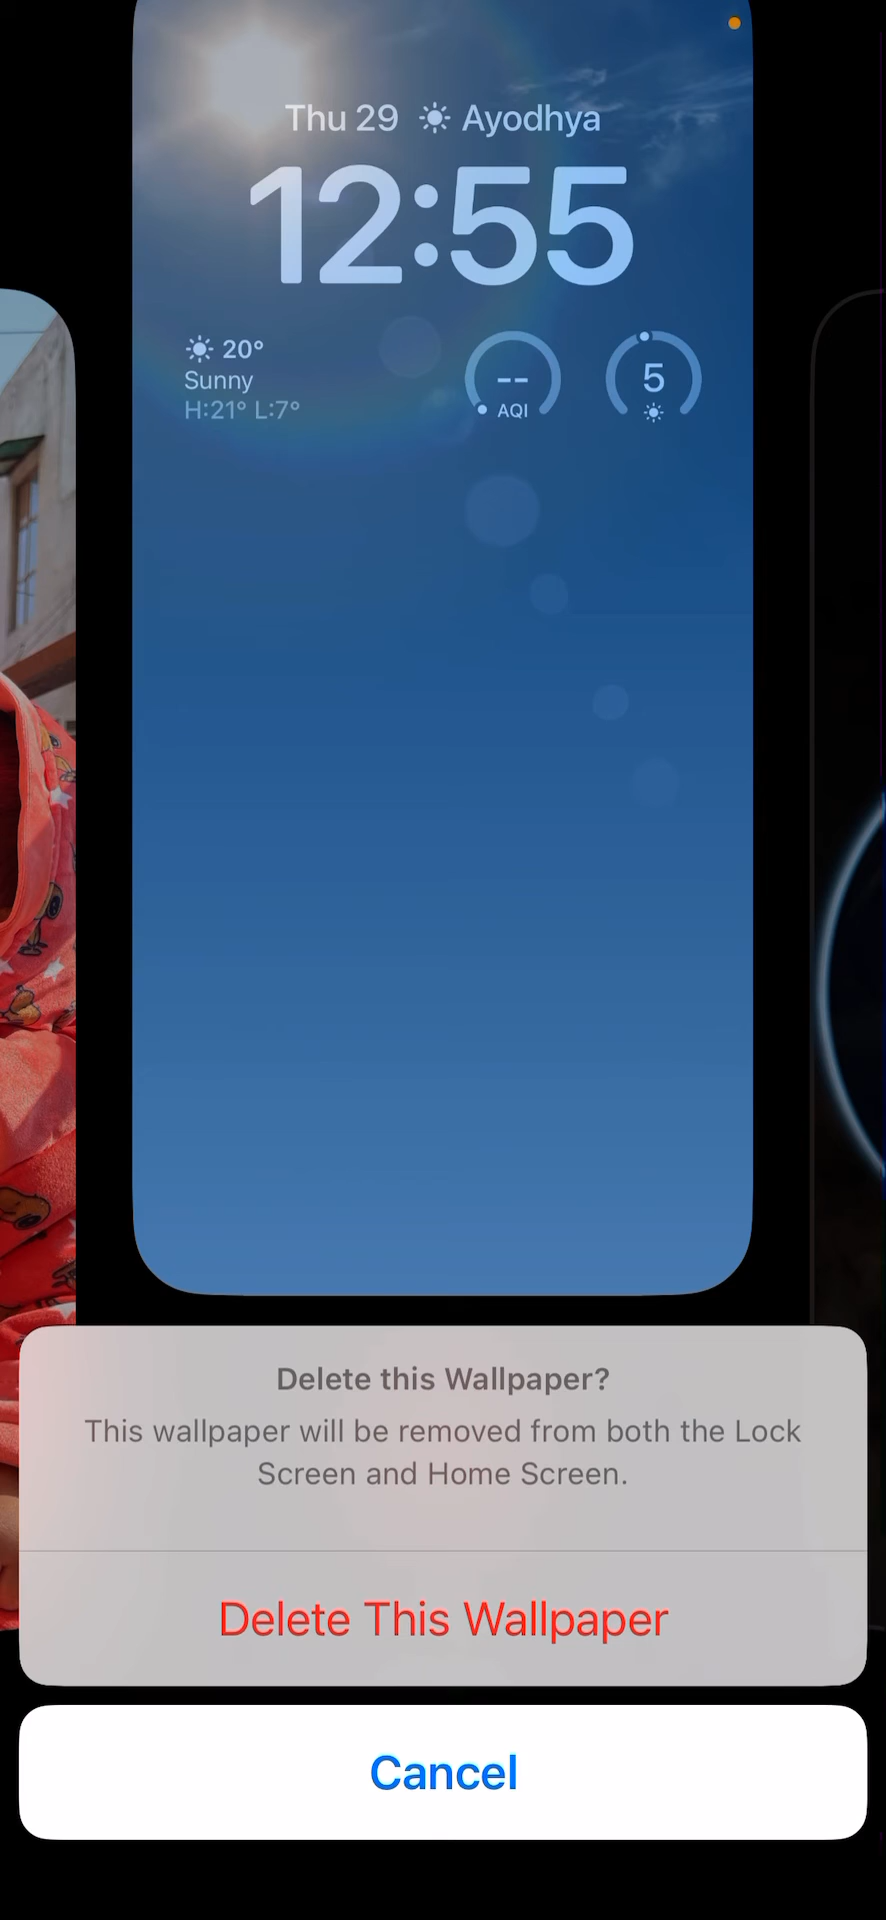 Thu 29 Ayodhya
12:55
20°
Sunny
H:21° L:7°
--
AQI
5
Delete this Wallpaper?
This wallpaper will be removed from both the Lock
Screen and Home Screen.
Delete This Wallpaper
Cancel